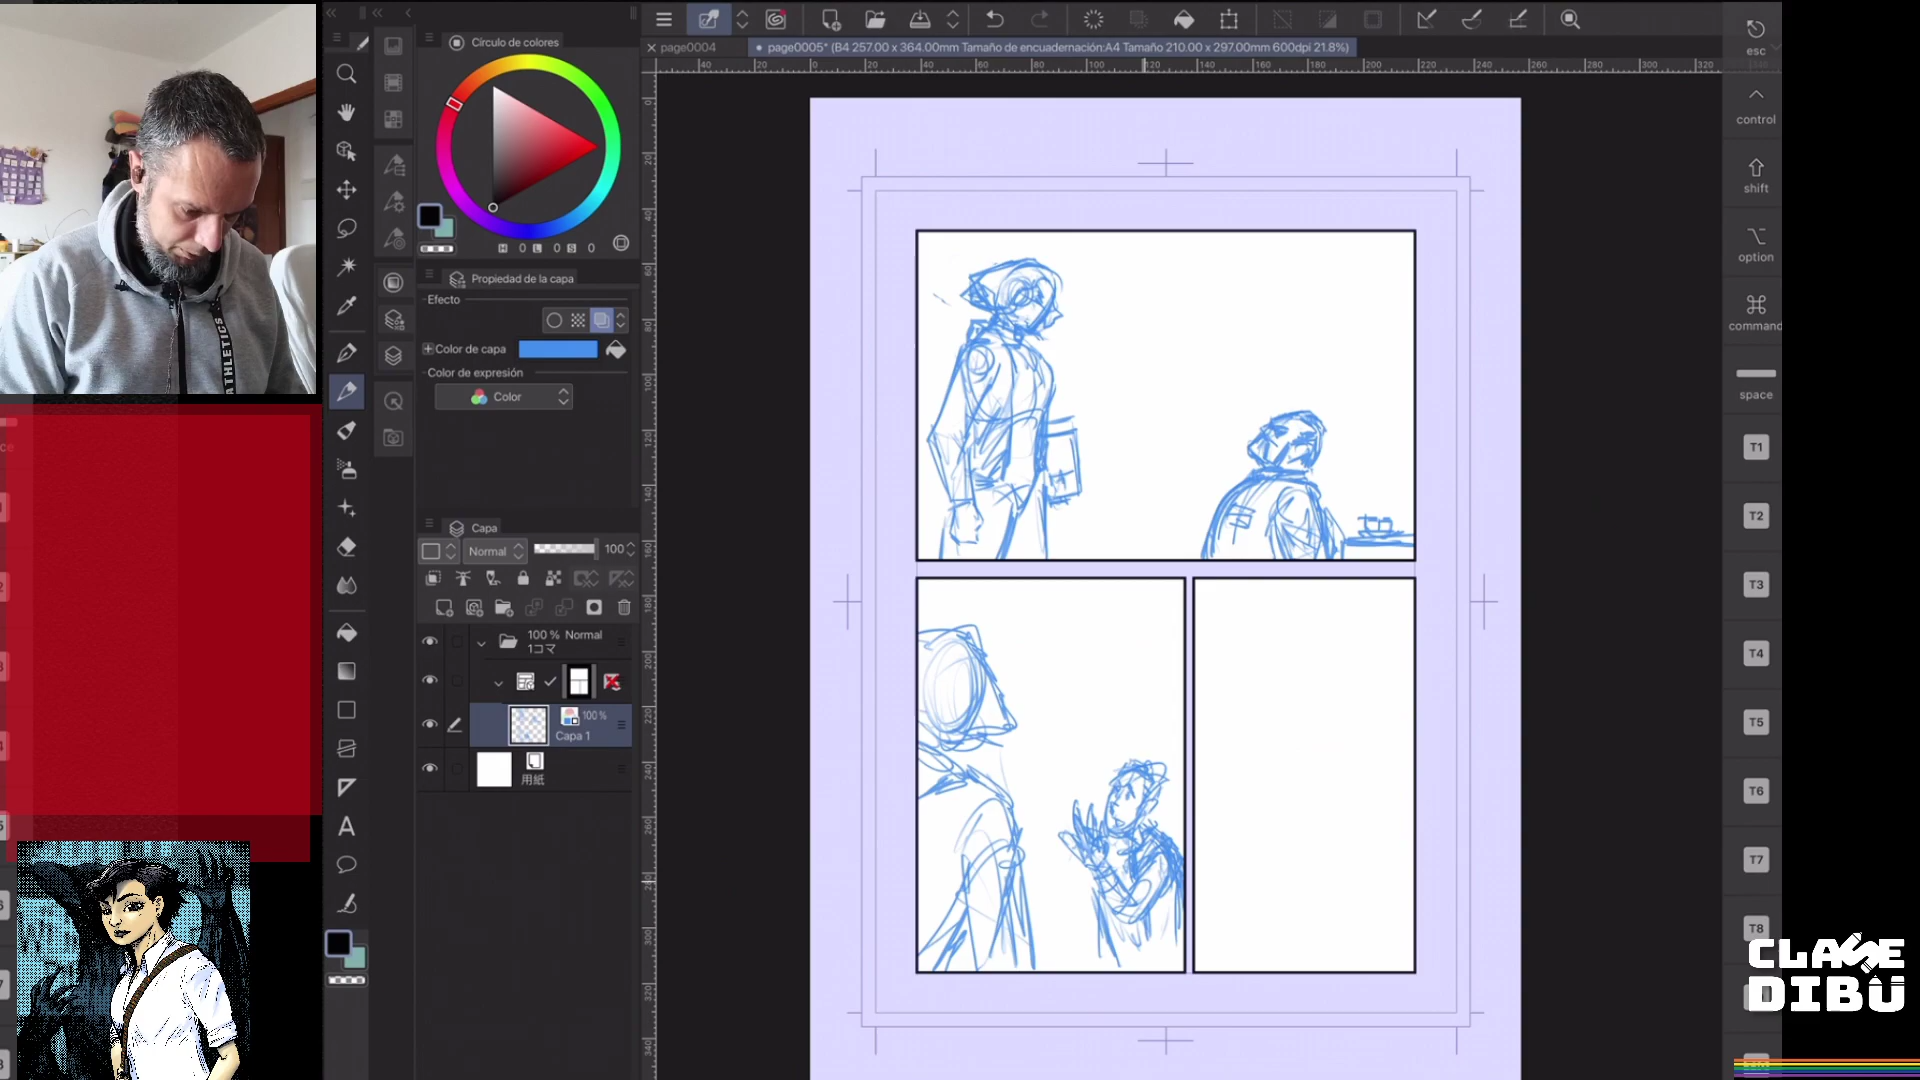 page0004
page0005* (B4 257.00 x 364.00mm Tamaño de encuadernación:A4 Tamaño 210.00 x 297.00mm 600dpi 21.8%)
Círculo de colores
H 0 L 0 S 0
Propiedad de la capa
Efecto
Color de capa
Color de expresión
Color
Capa
Normal 100
100 % Normal
1コマ
100 %
Capa 1
用紙
esc
control
shift
option
command
space
T1
T2
T3
T4
T5
T6
T7
T8
ATHLETICS
CLASE
DIBU